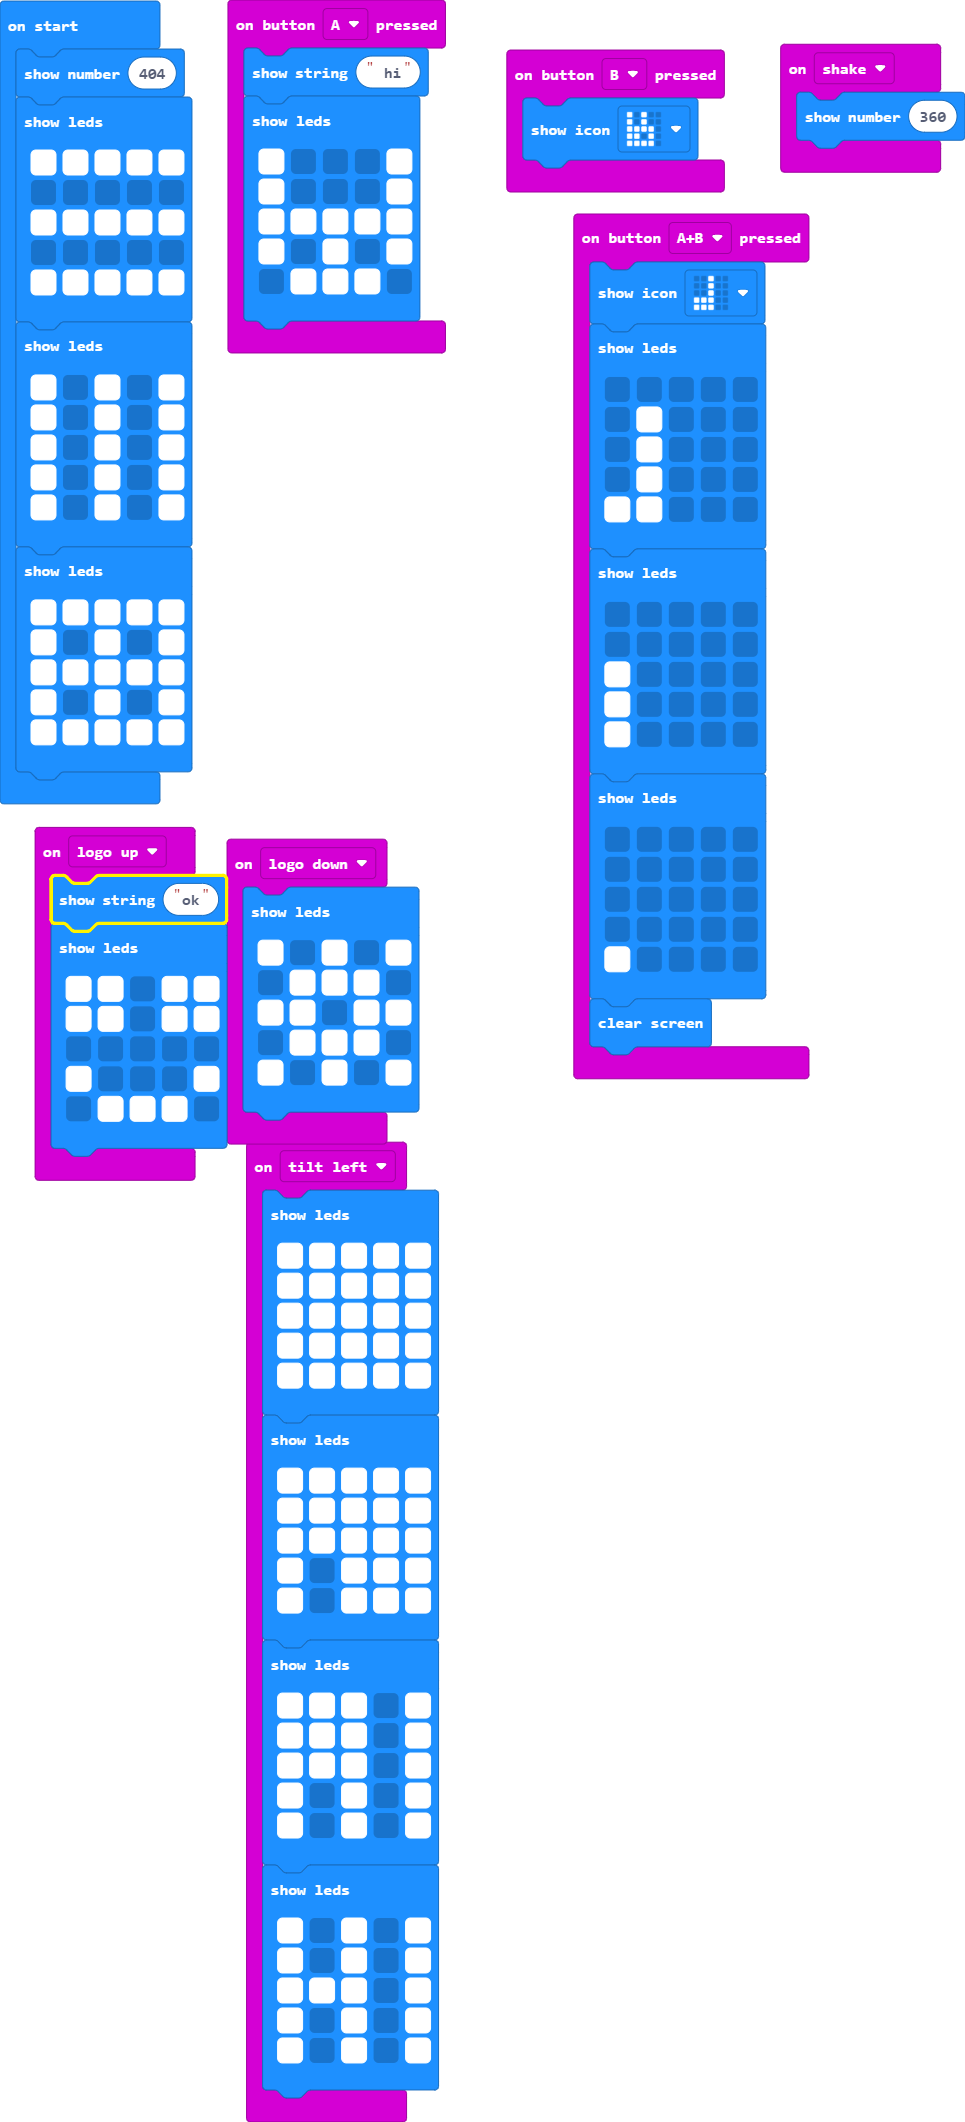 on start
show number 404
show leds
show leds
show leds
on button A pressed
show string " hi"
show leds
on button B pressed
show icon
on shake
show number 360
on button A+B pressed
show icon
show leds
show leds
show leds
clear screen
on logo up
show string "ok"
show leds
on logo down
show leds
on tilt left
show leds
show leds
show leds
show leds